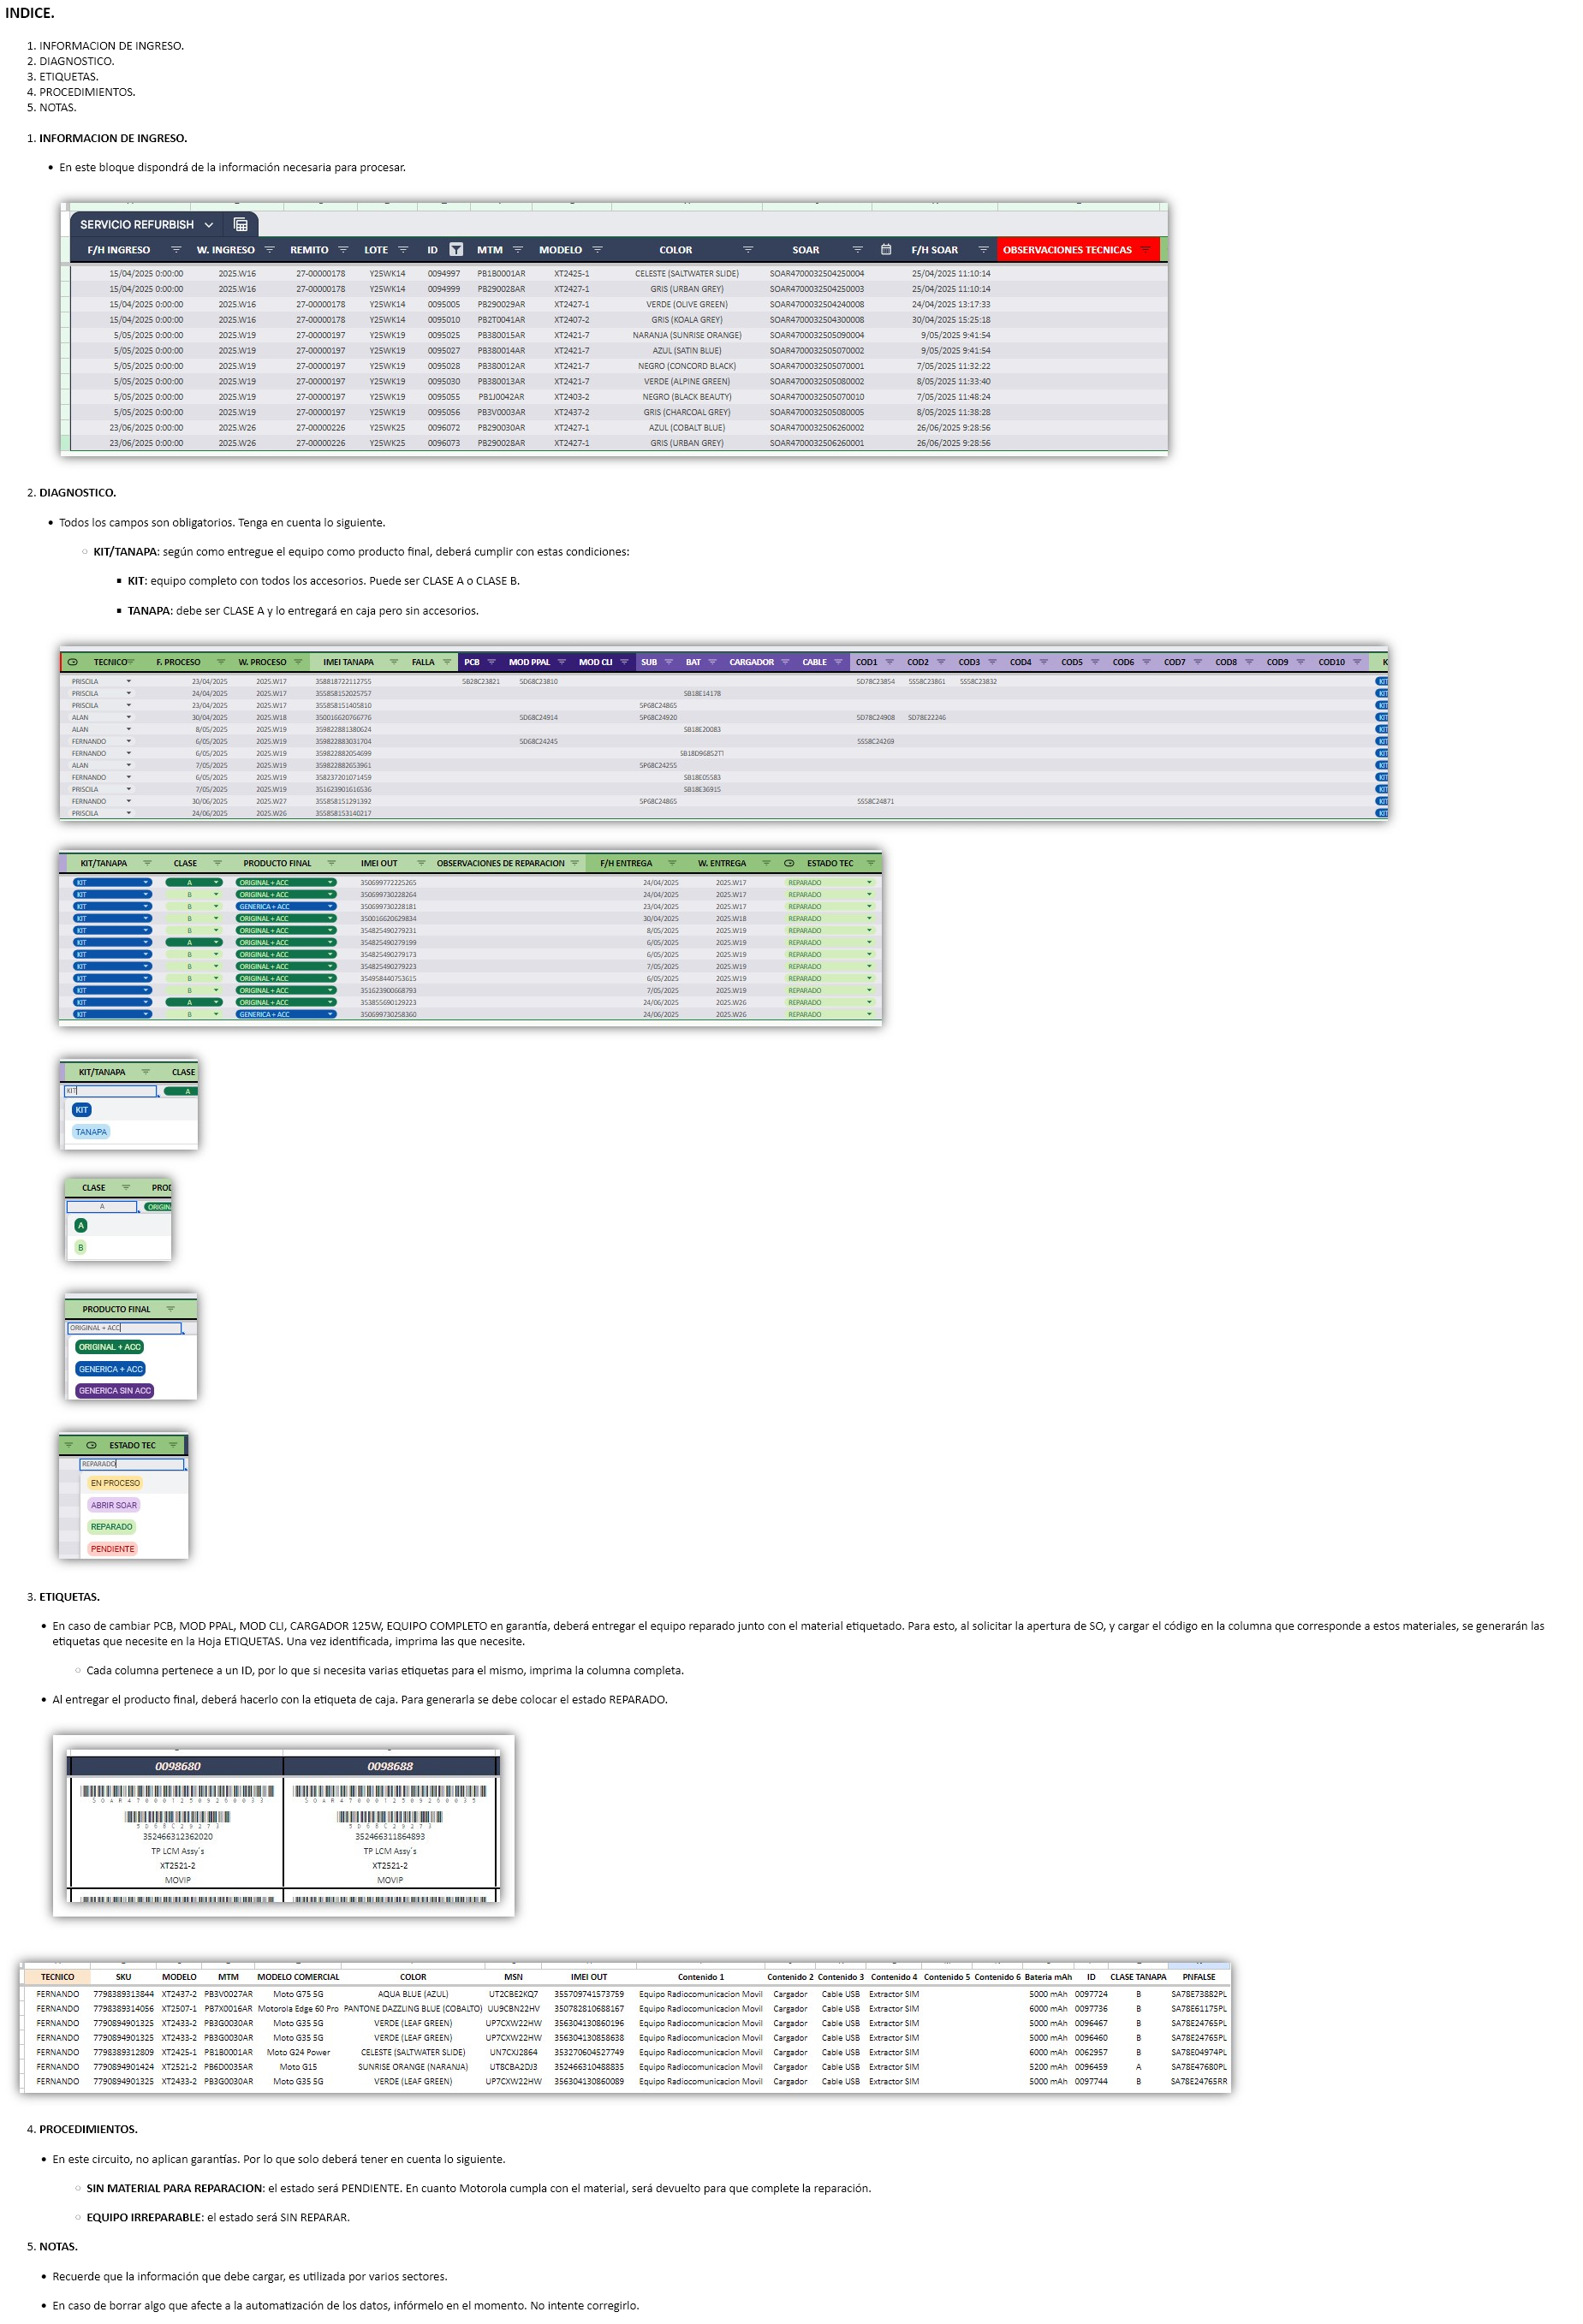 INDICE.
1. INFORMACION DE INGRESO.
2. DIAGNOSTICO.
3. ETIQUETAS.
4. PROCEDIMIENTOS.
5. NOTAS.
1. INFORMACION DE INGRESO.
• En este bloque dispondrá de la información necesaria para procesar.
SERVICIO REFURBISH
F/H INGRESO W. INGRESO REMITO LOTE ID MTM MODELO COLOR SOAR F/H SOAR OBSERVACIONES TECNICAS
15/04/2025 0:00:00 2025.W16 27-00000178 Y25WK14 0094997 PB1B0001AR XT2425-1 CELESTE (SALTWATER SLIDE) SOAR4700032504250004 25/04/2025 11:10:14
15/04/2025 0:00:00 2025.W16 27-00000178 Y25WK14 0094999 PB290028AR XT2427-1 GRIS (URBAN GREY) SOAR4700032504250003 25/04/2025 11:10:14
15/04/2025 0:00:00 2025.W16 27-00000178 Y25WK14 0095005 PB290029AR XT2427-1 VERDE (OLIVE GREEN) SOAR4700032504240008 24/04/2025 13:17:33
15/04/2025 0:00:00 2025.W16 27-00000178 Y25WK14 0095010 PB2T0041AR XT2407-2 GRIS (KOALA GREY) SOAR4700032504300008 30/04/2025 15:25:18
5/05/2025 0:00:00 2025.W19 27-00000197 Y25WK19 0095025 PB380015AR XT2421-7 NARANJA (SUNRISE ORANGE) SOAR4700032505090004 9/05/2025 9:41:54
5/05/2025 0:00:00 2025.W19 27-00000197 Y25WK19 0095027 PB380014AR XT2421-7 AZUL (SATIN BLUE) SOAR4700032505070002 9/05/2025 9:41:54
5/05/2025 0:00:00 2025.W19 27-00000197 Y25WK19 0095028 PB380012AR XT2421-7 NEGRO (CONCORD BLACK) SOAR4700032505070001 7/05/2025 11:32:22
5/05/2025 0:00:00 2025.W19 27-00000197 Y25WK19 0095030 PB380013AR XT2421-7 VERDE (ALPINE GREEN) SOAR4700032505080002 8/05/2025 11:33:40
5/05/2025 0:00:00 2025.W19 27-00000197 Y25WK19 0095055 PB1J0042AR XT2403-2 NEGRO (BLACK BEAUTY) SOAR4700032505070010 7/05/2025 11:48:24
5/05/2025 0:00:00 2025.W19 27-00000197 Y25WK19 0095056 PB3V0003AR XT2437-2 GRIS (CHARCOAL GREY) SOAR4700032505080005 8/05/2025 11:38:28
23/06/2025 0:00:00 2025.W26 27-00000226 Y25WK25 0096072 PB290030AR XT2427-1 AZUL (COBALT BLUE) SOAR4700032506260002 26/06/2025 9:28:56
23/06/2025 0:00:00 2025.W26 27-00000226 Y25WK25 0096073 PB290028AR XT2427-1 GRIS (URBAN GREY) SOAR4700032506260001 26/06/2025 9:28:56
2. DIAGNOSTICO.
• Todos los campos son obligatorios. Tenga en cuenta lo siguiente.
○ KIT/TANAPA: según como entregue el equipo como producto final, deberá cumplir con estas condiciones:
▪ KIT: equipo completo con todos los accesorios. Puede ser CLASE A o CLASE B.
▪ TANAPA: debe ser CLASE A y lo entregará en caja pero sin accesorios.
TECNICO F. PROCESO W. PROCESO IMEI TANAPA FALLA PCB MOD PPAL MOD CLI SUB BAT CARGADOR CABLE COD1 COD2 COD3 COD4 COD5 COD6 COD7 COD8 COD9 COD10 K
PRISCILA 23/04/2025 2025.W17 358818722112755 5B28C23821 5D68C23810 5D78C23854 SS58C23861 SS58C23832 KIT
PRISCILA 24/04/2025 2025.W17 355858152025757 SB18E14178 KIT
PRISCILA 23/04/2025 2025.W17 355858151405810 5P68C24865 KIT
ALAN 30/04/2025 2025.W18 350016620766776 5D68C24914 5P68C24920 5D78C24908 5D78E22246 KIT
ALAN 8/05/2025 2025.W19 359822881380624 SB18E20083 KIT
FERNANDO 6/05/2025 2025.W19 359822883031704 5D68C24245 SS58C24269 KIT
FERNANDO 6/05/2025 2025.W19 359822882054699 SB18D96852T1 KIT
ALAN 7/05/2025 2025.W19 359822882653961 5P68C24255 KIT
FERNANDO 6/05/2025 2025.W19 358237201071459 SB18E05583 KIT
PRISCILA 7/05/2025 2025.W19 351623901616536 SB18E36915 KIT
FERNANDO 30/06/2025 2025.W27 355858151291392 5P68C24865 SS58C24871 KIT
PRISCILA 24/06/2025 2025.W26 355858153140217 KIT
KIT/TANAPA CLASE PRODUCTO FINAL IMEI OUT OBSERVACIONES DE REPARACION F/H ENTREGA W. ENTREGA ESTADO TEC
KIT A ORIGINAL + ACC 350699772225265 24/04/2025 2025.W17 REPARADO
KIT B ORIGINAL + ACC 350699730228264 24/04/2025 2025.W17 REPARADO
KIT B GENERICA + ACC 350699730228181 23/04/2025 2025.W17 REPARADO
KIT B ORIGINAL + ACC 350016620629834 30/04/2025 2025.W18 REPARADO
KIT B ORIGINAL + ACC 354825490279231 8/05/2025 2025.W19 REPARADO
KIT A ORIGINAL + ACC 354825490279199 6/05/2025 2025.W19 REPARADO
KIT B ORIGINAL + ACC 354825490279173 6/05/2025 2025.W19 REPARADO
KIT B ORIGINAL + ACC 354825490279223 7/05/2025 2025.W19 REPARADO
KIT B ORIGINAL + ACC 354958440753615 6/05/2025 2025.W19 REPARADO
KIT B ORIGINAL + ACC 351623900668793 7/05/2025 2025.W19 REPARADO
KIT A ORIGINAL + ACC 353855690129223 24/06/2025 2025.W26 REPARADO
KIT B GENERICA + ACC 350699730258360 24/06/2025 2025.W26 REPARADO
KIT/TANAPA CLASE
KIT A
KIT
TANAPA
CLASE PROD
A ORIGIN
A
B
PRODUCTO FINAL
ORIGINAL + ACC
ORIGINAL + ACC
GENERICA + ACC
GENERICA SIN ACC
ESTADO TEC
REPARADO
EN PROCESO
ABRIR SOAR
REPARADO
PENDIENTE
3. ETIQUETAS.
• En caso de cambiar PCB, MOD PPAL, MOD CLI, CARGADOR 125W, EQUIPO COMPLETO en garantía, deberá entregar el equipo reparado junto con el material etiquetado. Para esto, al solicitar la apertura de SO, y cargar el código en la columna que corresponde a estos materiales, se generarán las
etiquetas que necesite en la Hoja ETIQUETAS. Una vez identificada, imprima las que necesite.
○ Cada columna pertenece a un ID, por lo que si necesita varias etiquetas para el mismo, imprima la columna completa.
• Al entregar el producto final, deberá hacerlo con la etiqueta de caja. Para generarla se debe colocar el estado REPARADO.
0098680 0098688
SOAR4700012509260033 SOAR4700012509260035
5D68C29273 5D68C29273
352466312362020 352466311864893
TP LCM Assy´s TP LCM Assy´s
XT2521-2 XT2521-2
MOVIP MOVIP
TECNICO SKU MODELO MTM MODELO COMERCIAL COLOR MSN IMEI OUT Contenido 1 Contenido 2 Contenido 3 Contenido 4 Contenido 5 Contenido 6 Bateria mAh ID CLASE TANAPA PNFALSE
FERNANDO 7798389313844 XT2437-2 PB3V0027AR Moto G75 5G AQUA BLUE (AZUL) UT2CBE2KQ7 355709741573759 Equipo Radiocomunicacion Movil Cargador Cable USB Extractor SIM 5000 mAh 0097724 B SA78E73882PL
FERNANDO 7798389314056 XT2507-1 PB7X0016AR Motorola Edge 60 Pro PANTONE DAZZLING BLUE (COBALTO) UU9CBN22HV 350782810688167 Equipo Radiocomunicacion Movil Cargador Cable USB Extractor SIM 6000 mAh 0097736 B SA78E61175PL
FERNANDO 7790894901325 XT2433-2 PB3G0030AR Moto G35 5G VERDE (LEAF GREEN) UP7CXW22HW 356304130860196 Equipo Radiocomunicacion Movil Cargador Cable USB Extractor SIM 5000 mAh 0096467 B SA78E24765PL
FERNANDO 7790894901325 XT2433-2 PB3G0030AR Moto G35 5G VERDE (LEAF GREEN) UP7CXW22HW 356304130858638 Equipo Radiocomunicacion Movil Cargador Cable USB Extractor SIM 5000 mAh 0096460 B SA78E24765PL
FERNANDO 7798389312809 XT2425-1 PB1B0001AR Moto G24 Power CELESTE (SALTWATER SLIDE) UN7CXJ2864 353270604527749 Equipo Radiocomunicacion Movil Cargador Cable USB Extractor SIM 6000 mAh 0062957 B SA78E04974PL
FERNANDO 7790894901424 XT2521-2 PB6D0035AR Moto G15 SUNRISE ORANGE (NARANJA) UT8CBA2DJ3 352466310488835 Equipo Radiocomunicacion Movil Cargador Cable USB Extractor SIM 5200 mAh 0096459 A SA78E47680PL
FERNANDO 7790894901325 XT2433-2 PB3G0030AR Moto G35 5G VERDE (LEAF GREEN) UP7CXW22HW 356304130860089 Equipo Radiocomunicacion Movil Cargador Cable USB Extractor SIM 5000 mAh 0097744 B SA78E24765RR
4. PROCEDIMIENTOS.
• En este circuito, no aplican garantías. Por lo que solo deberá tener en cuenta lo siguiente.
○ SIN MATERIAL PARA REPARACION: el estado será PENDIENTE. En cuanto Motorola cumpla con el material, será devuelto para que complete la reparación.
○ EQUIPO IRREPARABLE: el estado será SIN REPARAR.
5. NOTAS.
• Recuerde que la información que debe cargar, es utilizada por varios sectores.
• En caso de borrar algo que afecte a la automatización de los datos, infórmelo en el momento. No intente corregirlo.